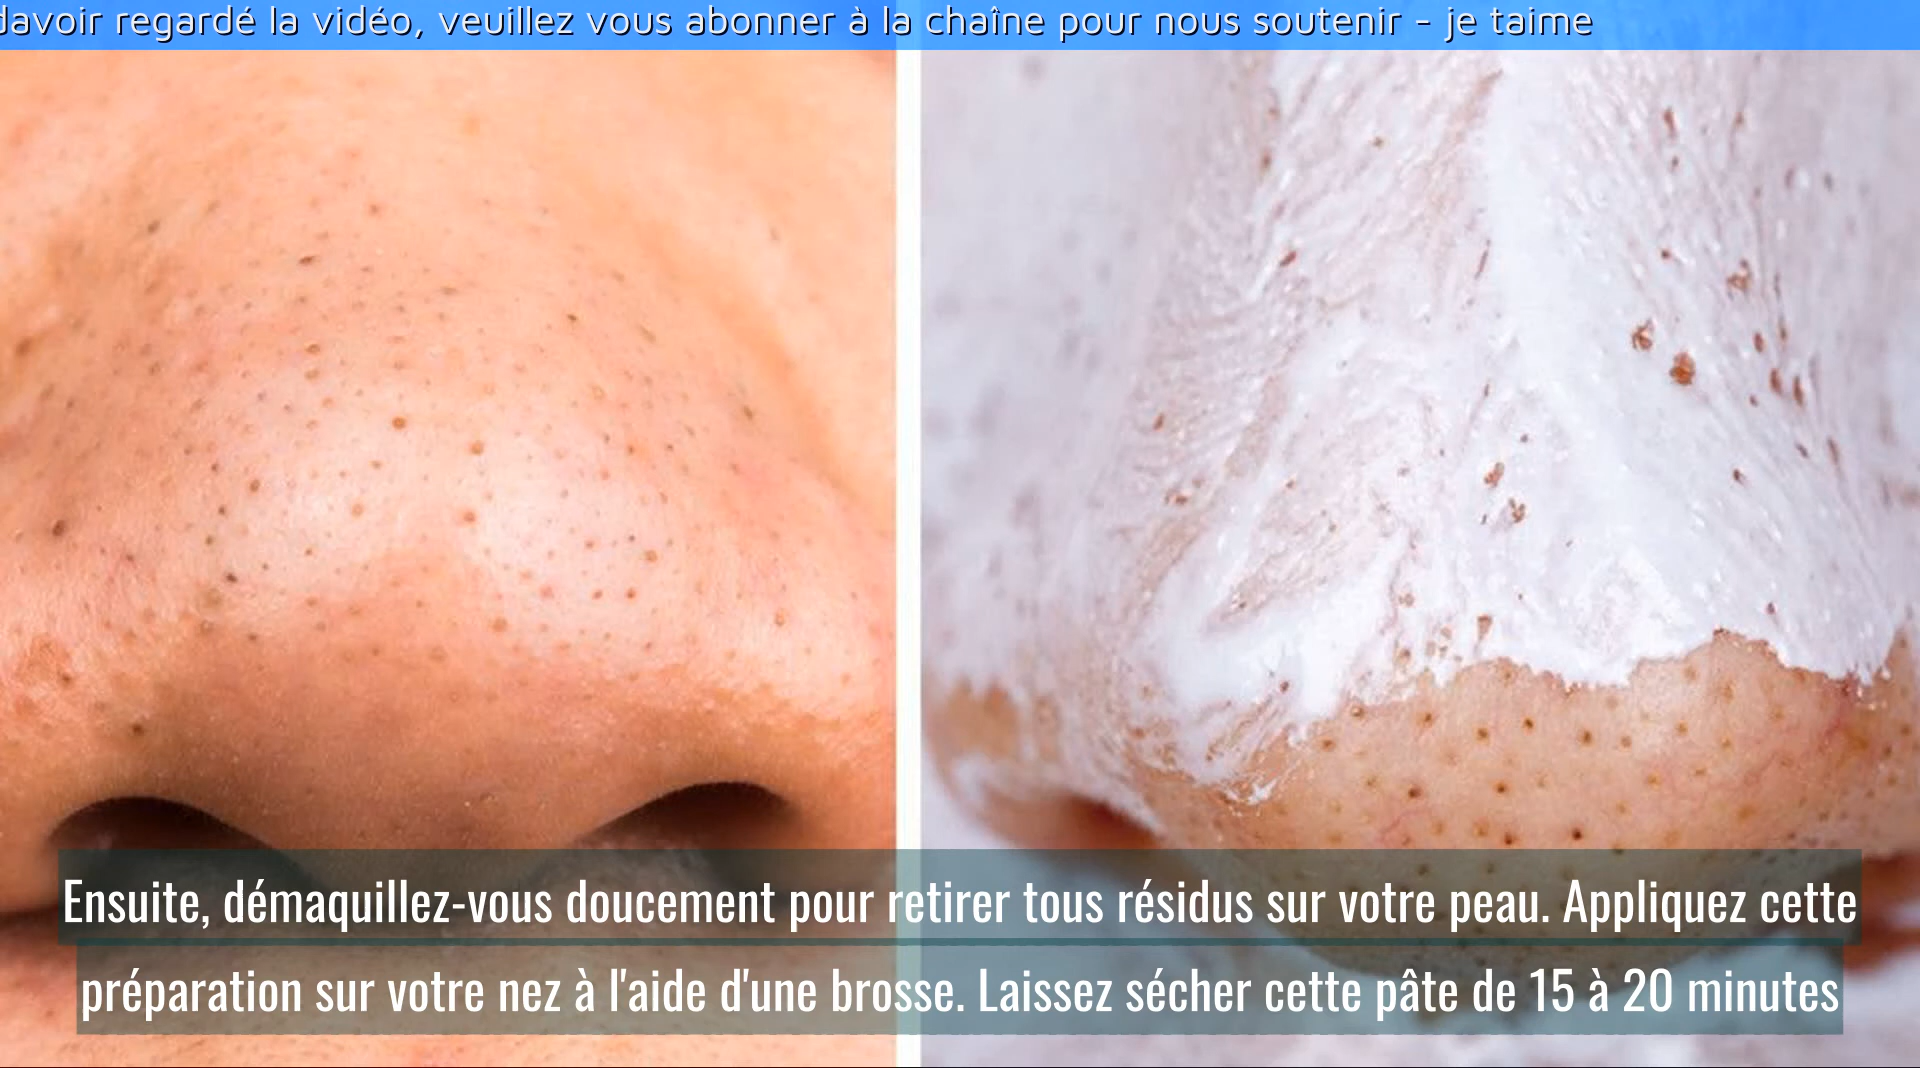 davoir regardé la vidéo, veuillez vous abonner à la chaîne pour nous soutenir - je taime
Ensuite, démaquillez-vous doucement pour retirer tous résidus sur votre peau. Appliquez cette
préparation sur votre nez à l'aide d'une brosse. Laissez sécher cette pâte de 15 à 20 minutes